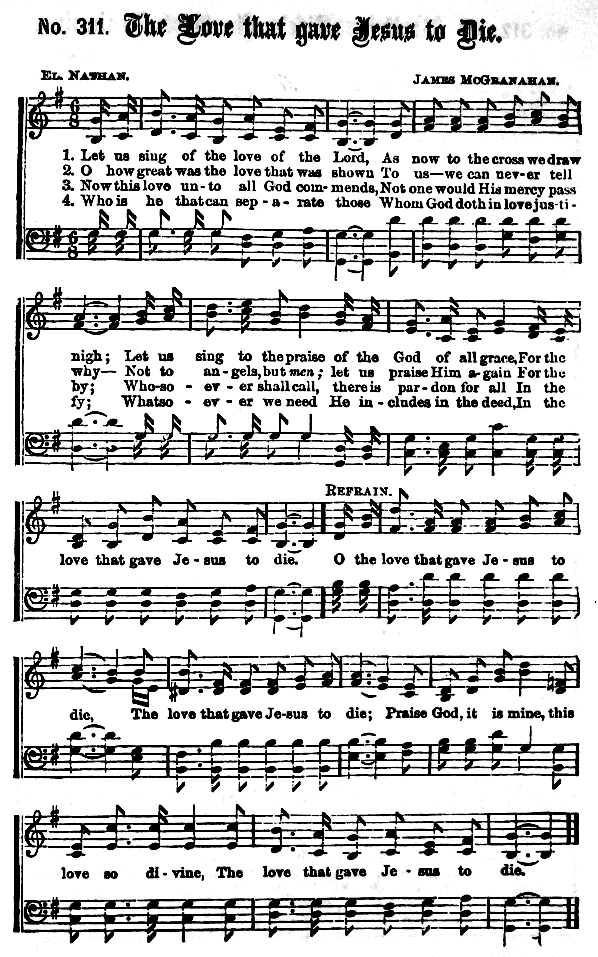 No. 311. The Love that gave Jesus to Die.
El. Nathan. James McGranahan.
1. Let us sing of the love of the Lord, As now to the cross we draw
2. O how great was the love that was shown To us—we can nev-er tell
3. Now this love un-to all God com-mends, Not one would His mercy pass
4. Who is he that can sep-a-rate those Whom God doth in love jus-ti-
nigh; Let us sing to the praise of the God of all grace, For the
why— Not to an-gels, but men; let us praise Him a-gain For the
by; Who-so-ev-er shall call, there is par-don for all In the
fy; Whatso-ev-er we need He in-cludes in the deed, In the
Refrain.
love that gave Je-sus to die. O the love that gave Je-sus to
die, The love that gave Je-sus to die; Praise God, it is mine, this
love so di-vine, The love that gave Je-sus to die.